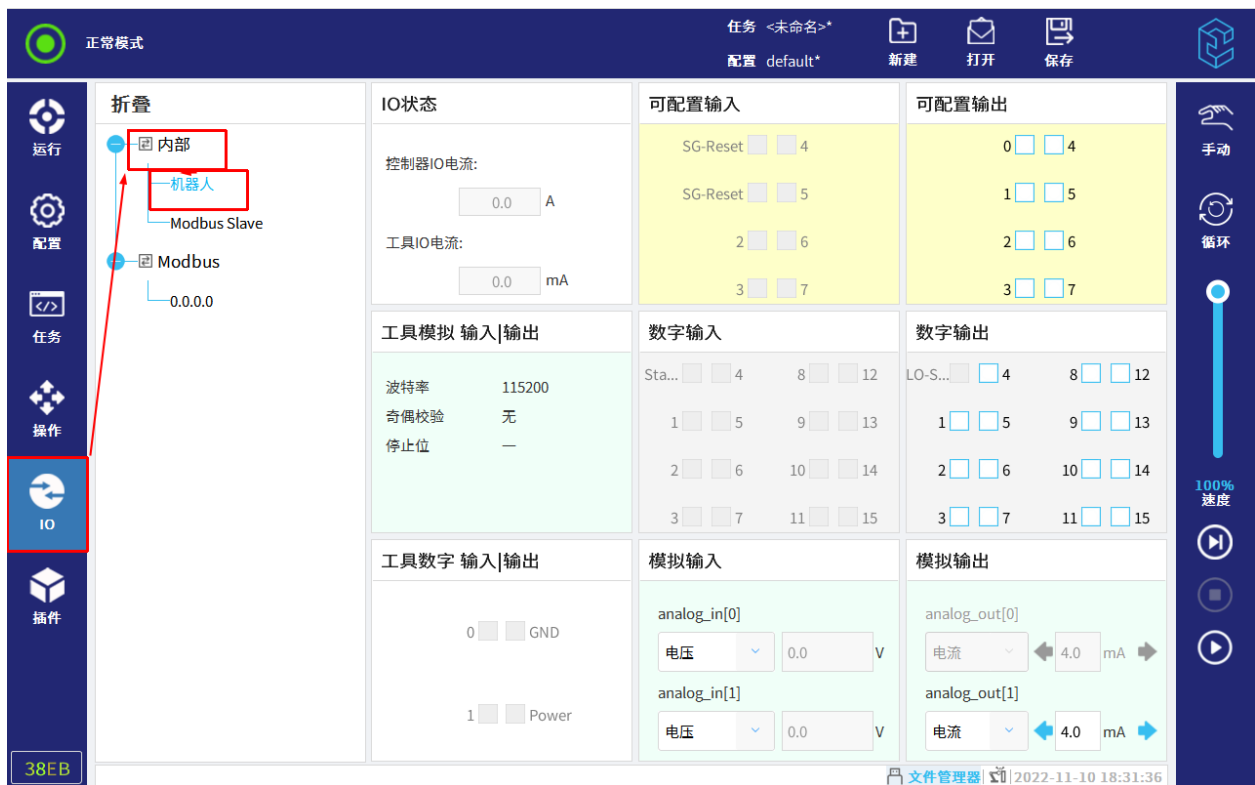 正常模式
任务 <未命名>*
配置 default*
新建
打开
保存
运行
配置
任务
操作
IO
插件
38EB
折叠
内部
机器人
Modbus Slave
Modbus
0.0.0.0
IO状态
控制器IO电流:
0.0 A
工具IO电流:
0.0 mA
可配置输入
SG-Reset 4
SG-Reset 5
2 6
3 7
可配置输出
0 4
1 5
2 6
3 7
工具模拟 输入|输出
波特率 115200
奇偶校验 无
停止位 —
数字输入
Sta... 4 8 12
1 5 9 13
2 6 10 14
3 7 11 15
数字输出
LO-S... 4 8 12
1 5 9 13
2 6 10 14
3 7 11 15
工具数字 输入|输出
0 GND
1 Power
模拟输入
analog_in[0]
电压 0.0 V
analog_in[1]
电压 0.0 V
模拟输出
analog_out[0]
电流 4.0 mA
analog_out[1]
电流 4.0 mA
手动
循环
100%
速度
文件管理器 2022-11-10 18:31:36